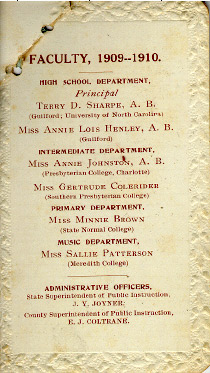 FACULTY, 1909--1910.
HIGH SCHOOL DEPARTMENT,
Principal
TERRY D. SHARPE, A. B.
(Guilford; University of North Carolina)
MISS ANNIE LOIS HENLEY, A. B.
(Guilford)
INTERMEDIATE DEPARTMENT,
MISS ANNIE JOHNSTON, A. B.
(Presbyterian College, Charlotte)
MISS GERTRUDE COLERIDER
(Southern Presbyterian College)
PRIMARY DEPARTMENT,
MISS MINNIE BROWN
(State Normal College)
MUSIC DEPARTMENT,
MISS SALLIE PATTERSON
(Meredith College)
ADMINISTRATIVE OFFICERS,
State Superintendent of Public Instruction,
J. Y. JOYNER;
County Superintendent of Public Instruction,
E. J. COLTRANE.